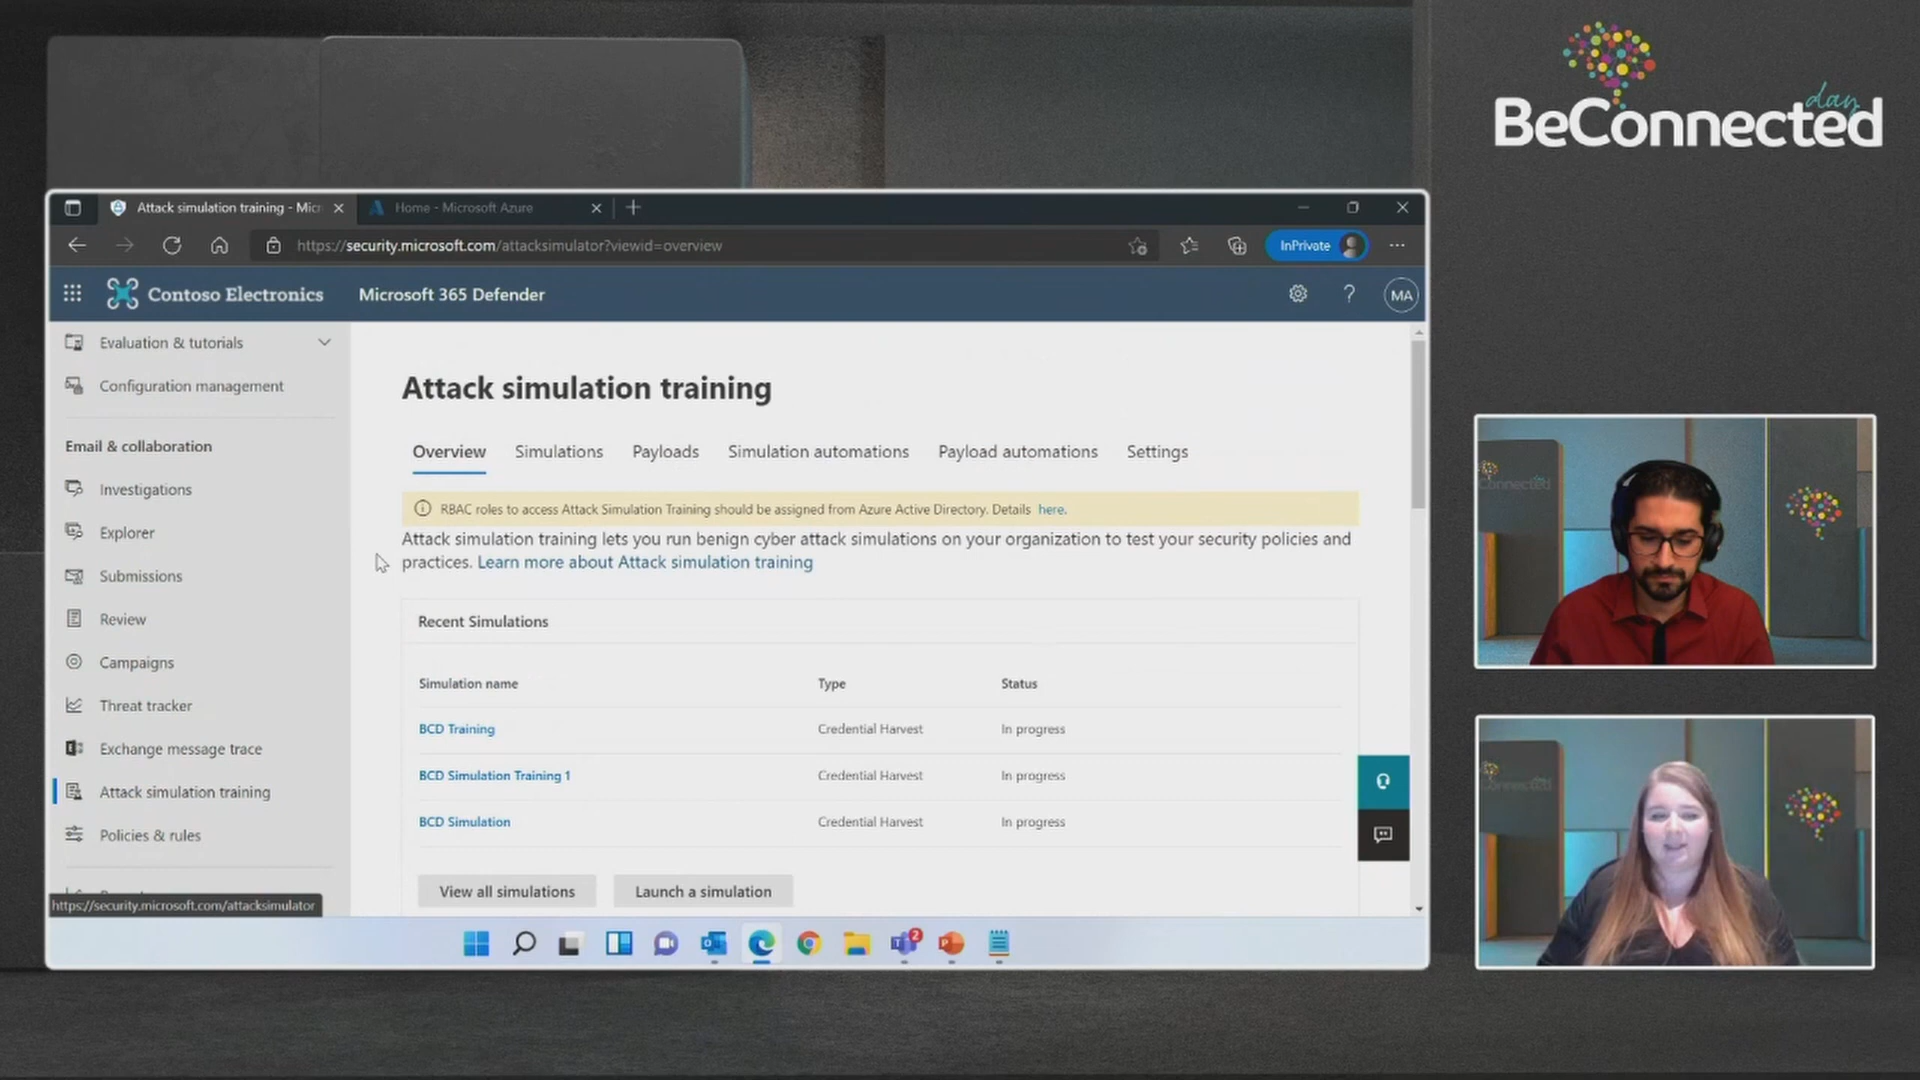 day
BeConnected
Attack simulation training - Micr
Home - Microsoft Azure
https://security.microsoft.com/attacksimulator?viewid=overview
InPrivate
Contoso Electronics
Microsoft 365 Defender
?
MA
Evaluation & tutorials
Configuration management
Email & collaboration
Investigations
Explorer
Submissions
Review
Campaigns
Threat tracker
Exchange message trace
Attack simulation training
Policies & rules
https://security.microsoft.com/attacksimulator
Attack simulation training
Overview
Simulations
Payloads
Simulation automations
Payload automations
Settings
RBAC roles to access Attack Simulation Training should be assigned from Azure Active Directory. Details here.
Attack simulation training lets you run benign cyber attack simulations on your organization to test your security policies and
practices. Learn more about Attack simulation training
Recent Simulations
Simulation name Type Status
BCD Training Credential Harvest In progress
BCD Simulation Training 1 Credential Harvest In progress
BCD Simulation Credential Harvest In progress
View all simulations
Launch a simulation
2